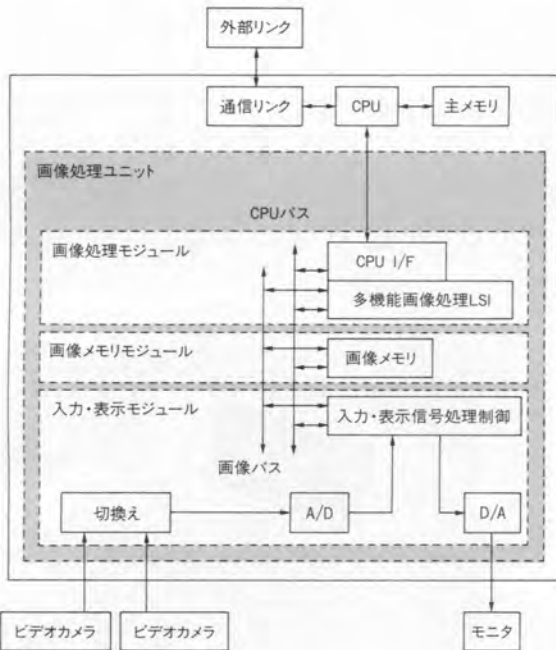 外部リンク
通信リンク
CPU
主メモリ
画像処理ユニット
CPUバス
画像処理モジュール
CPU I/F
多機能画像処理LSI
画像メモリモジュール
画像メモリ
入力・表示モジュール
入力・表示信号処理制御
画像バス
切換え
A/D
D/A
ビデオカメラ
ビデオカメラ
モニタ